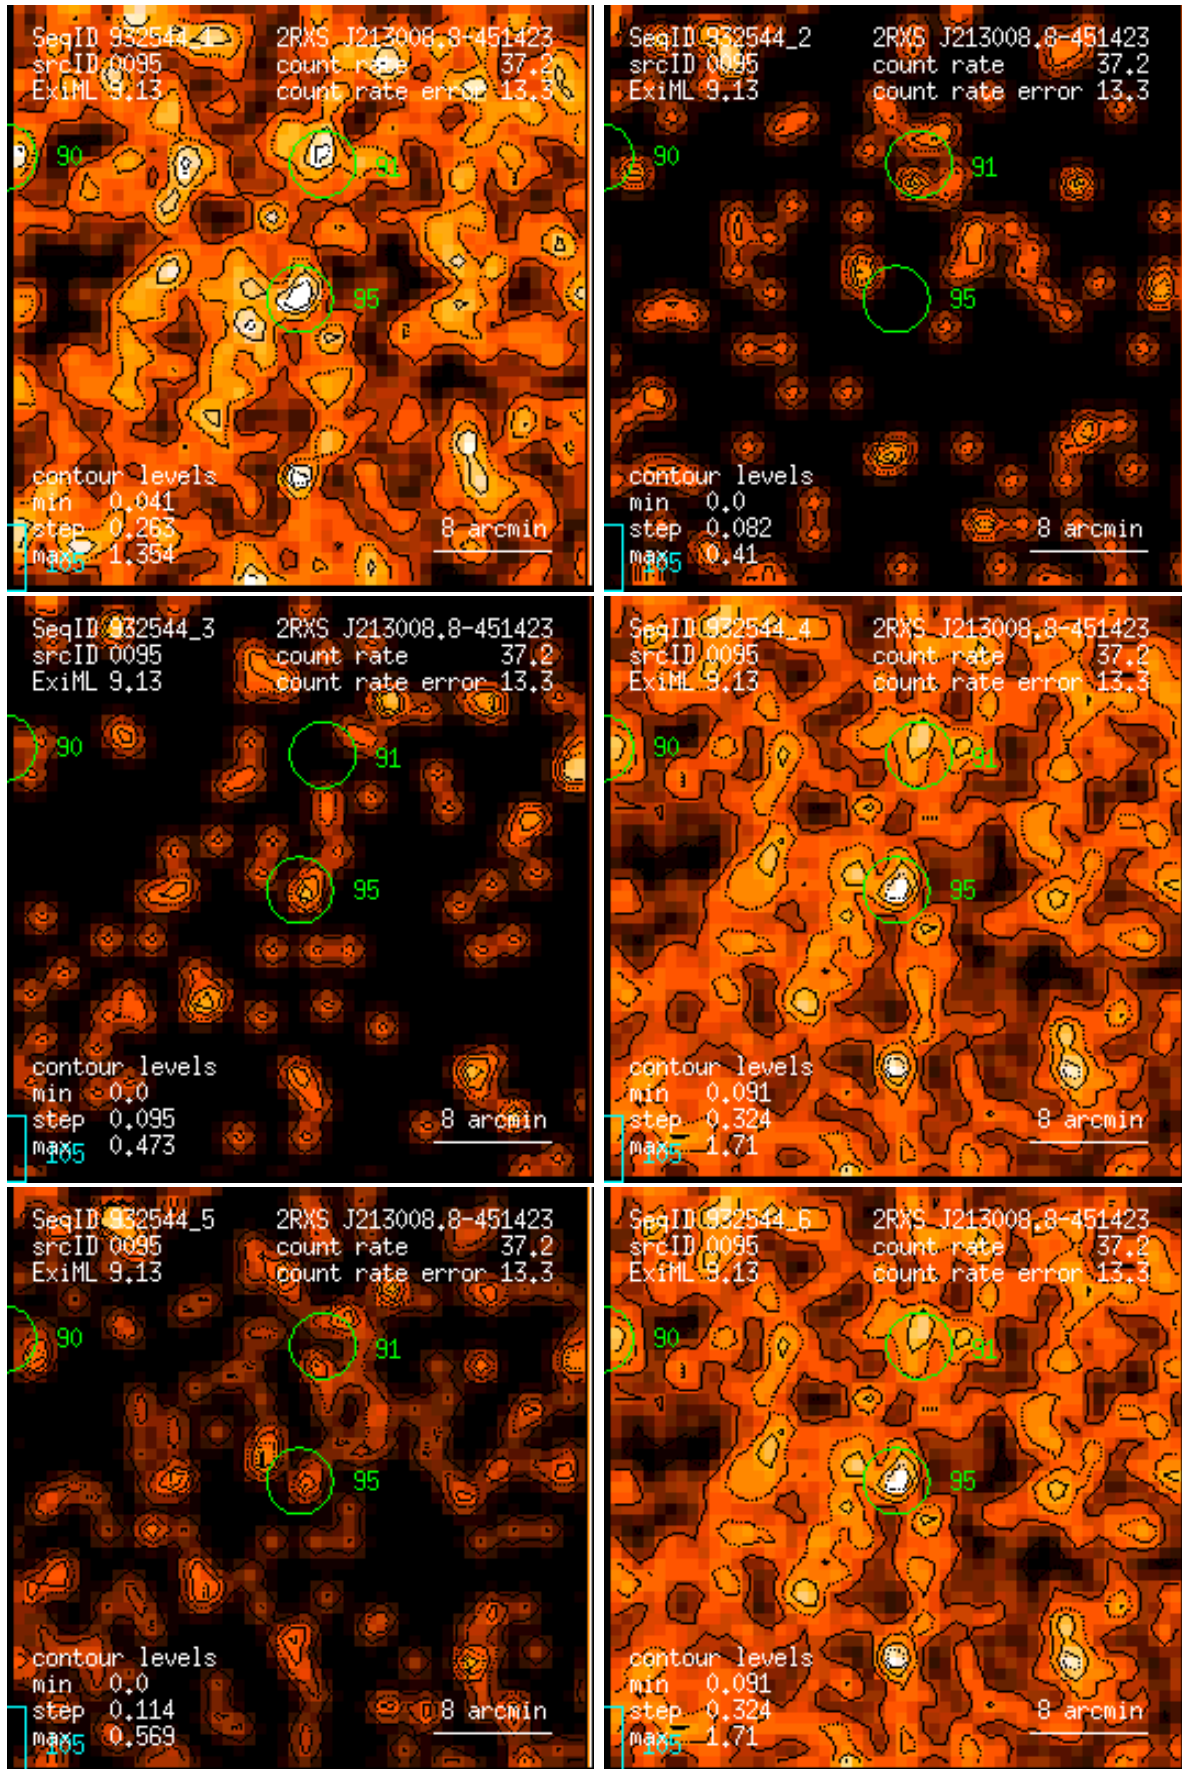 SeqID 932544_1 2RXS J213008.8-451423
srcID 0095 count rate 37.2
ExiML 9.13 count rate error 13.3
90
91
95
contour levels
min 0.041
step 0.263 8 arcmin
max 1.354
105
SeqID 932544_2 2RXS J213008.8-451423
srcID 0095 count rate 37.2
ExiML 9.13 count rate error 13.3
90
91
95
contour levels
min 0.0
step 0.082 8 arcmin
max 0.41
105
SeqID 932544_3 2RXS J213008.8-451423
srcID 0095 count rate 37.2
ExiML 9.13 count rate error 13.3
90
91
95
contour levels
min 0.0
step 0.095 8 arcmin
max 0.473
105
SeqID 932544_4 2RXS J213008.8-451423
srcID 0095 count rate 37.2
ExiML 9.13 count rate error 13.3
90
91
95
contour levels
min 0.091
step 0.324 8 arcmin
max 1.71
105
SeqID 932544_5 2RXS J213008.8-451423
srcID 0095 count rate 37.2
ExiML 9.13 count rate error 13.3
90
91
95
contour levels
min 0.0
step 0.114 8 arcmin
max 0.569
105
SeqID 932544_6 2RXS J213008.8-451423
srcID 0095 count rate 37.2
ExiML 9.13 count rate error 13.3
90
91
95
contour levels
min 0.091
step 0.324 8 arcmin
max 1.71
105